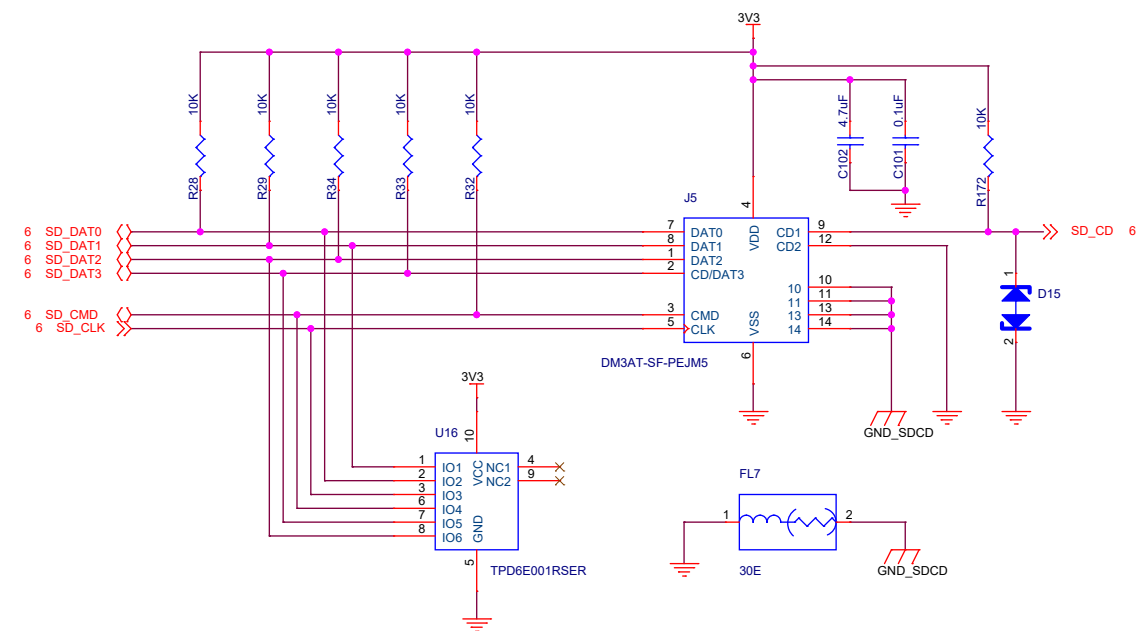 3V3
10K
10K
10K
10K
10K
4.7uF
0.1uF
10K
R28
R29
R34
R33
R32
C102
C101
R172
J5
4
6 SD_DAT0
7 DAT0
VDD
CD1 9
SD_CD 6
6 SD_DAT1
8 DAT1
CD2 12
6 SD_DAT2
1 DAT2
6 SD_DAT3
2 CD/DAT3
1
10 10
11 11
D15
6 SD_CMD
3 CMD
13 13
6 SD_CLK
5 CLK
VSS
14 14
2
6
DM3AT-SF-PEJM5
3V3
GND_SDCD
U16
10
1 IO1
VCC
NC1 4
2 IO2
NC2 9
3 IO3
6 IO4
7 IO5
8 IO6
GND
5
TPD6E001RSER
FL7
1
2
30E
GND_SDCD